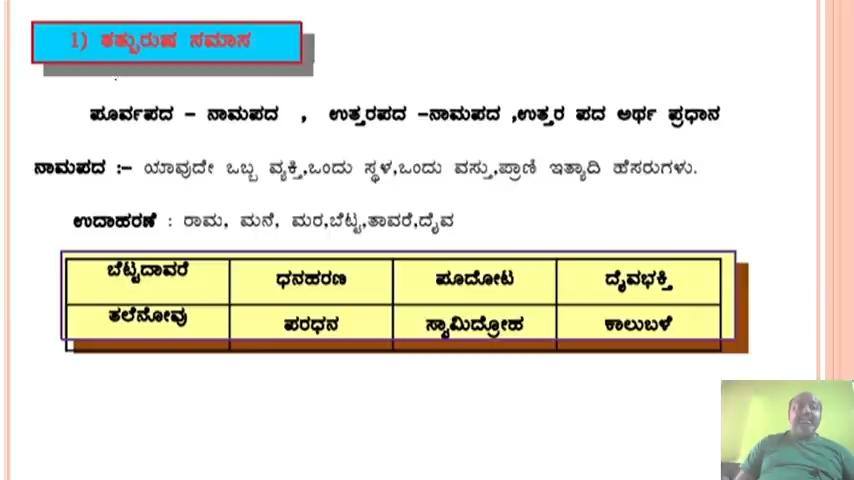 1) ತತ್ಪುರುಷ ಸಮಾಸ
ಪೂರ್ವಪದ - ನಾಮಪದ , ಉತ್ತರಪದ -ನಾಮಪದ ,ಉತ್ತರ ಪದ ಅರ್ಥ ಪ್ರಧಾನ
ನಾಮಪದ :- ಯಾವುದೇ ಒಬ್ಬ ವ್ಯಕ್ತಿ,ಒಂದು ಸ್ಥಳ,ಒಂದು ವಸ್ತು,ಪ್ರಾಣಿ ಇತ್ಯಾದಿ ಹೆಸರುಗಳು.
ಉದಾಹರಣೆ : ರಾಮ, ಮನೆ, ಮರ,ಬೆಟ್ಟ,ತಾವರೆ,ದೈವ
ಬೆಟ್ಟದಾವರೆ ಧನಹರಣ ಪೂದೋಟ ದೈವಭಕ್ತಿ
ತಲೆನೋವು ಪರಧನ ಸ್ವಾಮಿದ್ರೋಹ ಕಾಲುಬಳೆ